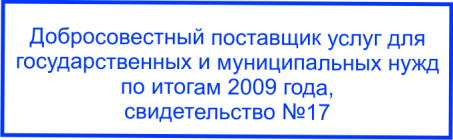 Добросовестный поставщик услуг для
государственных и муниципальных нужд
по итогам 2009 года,
свидетельство №17